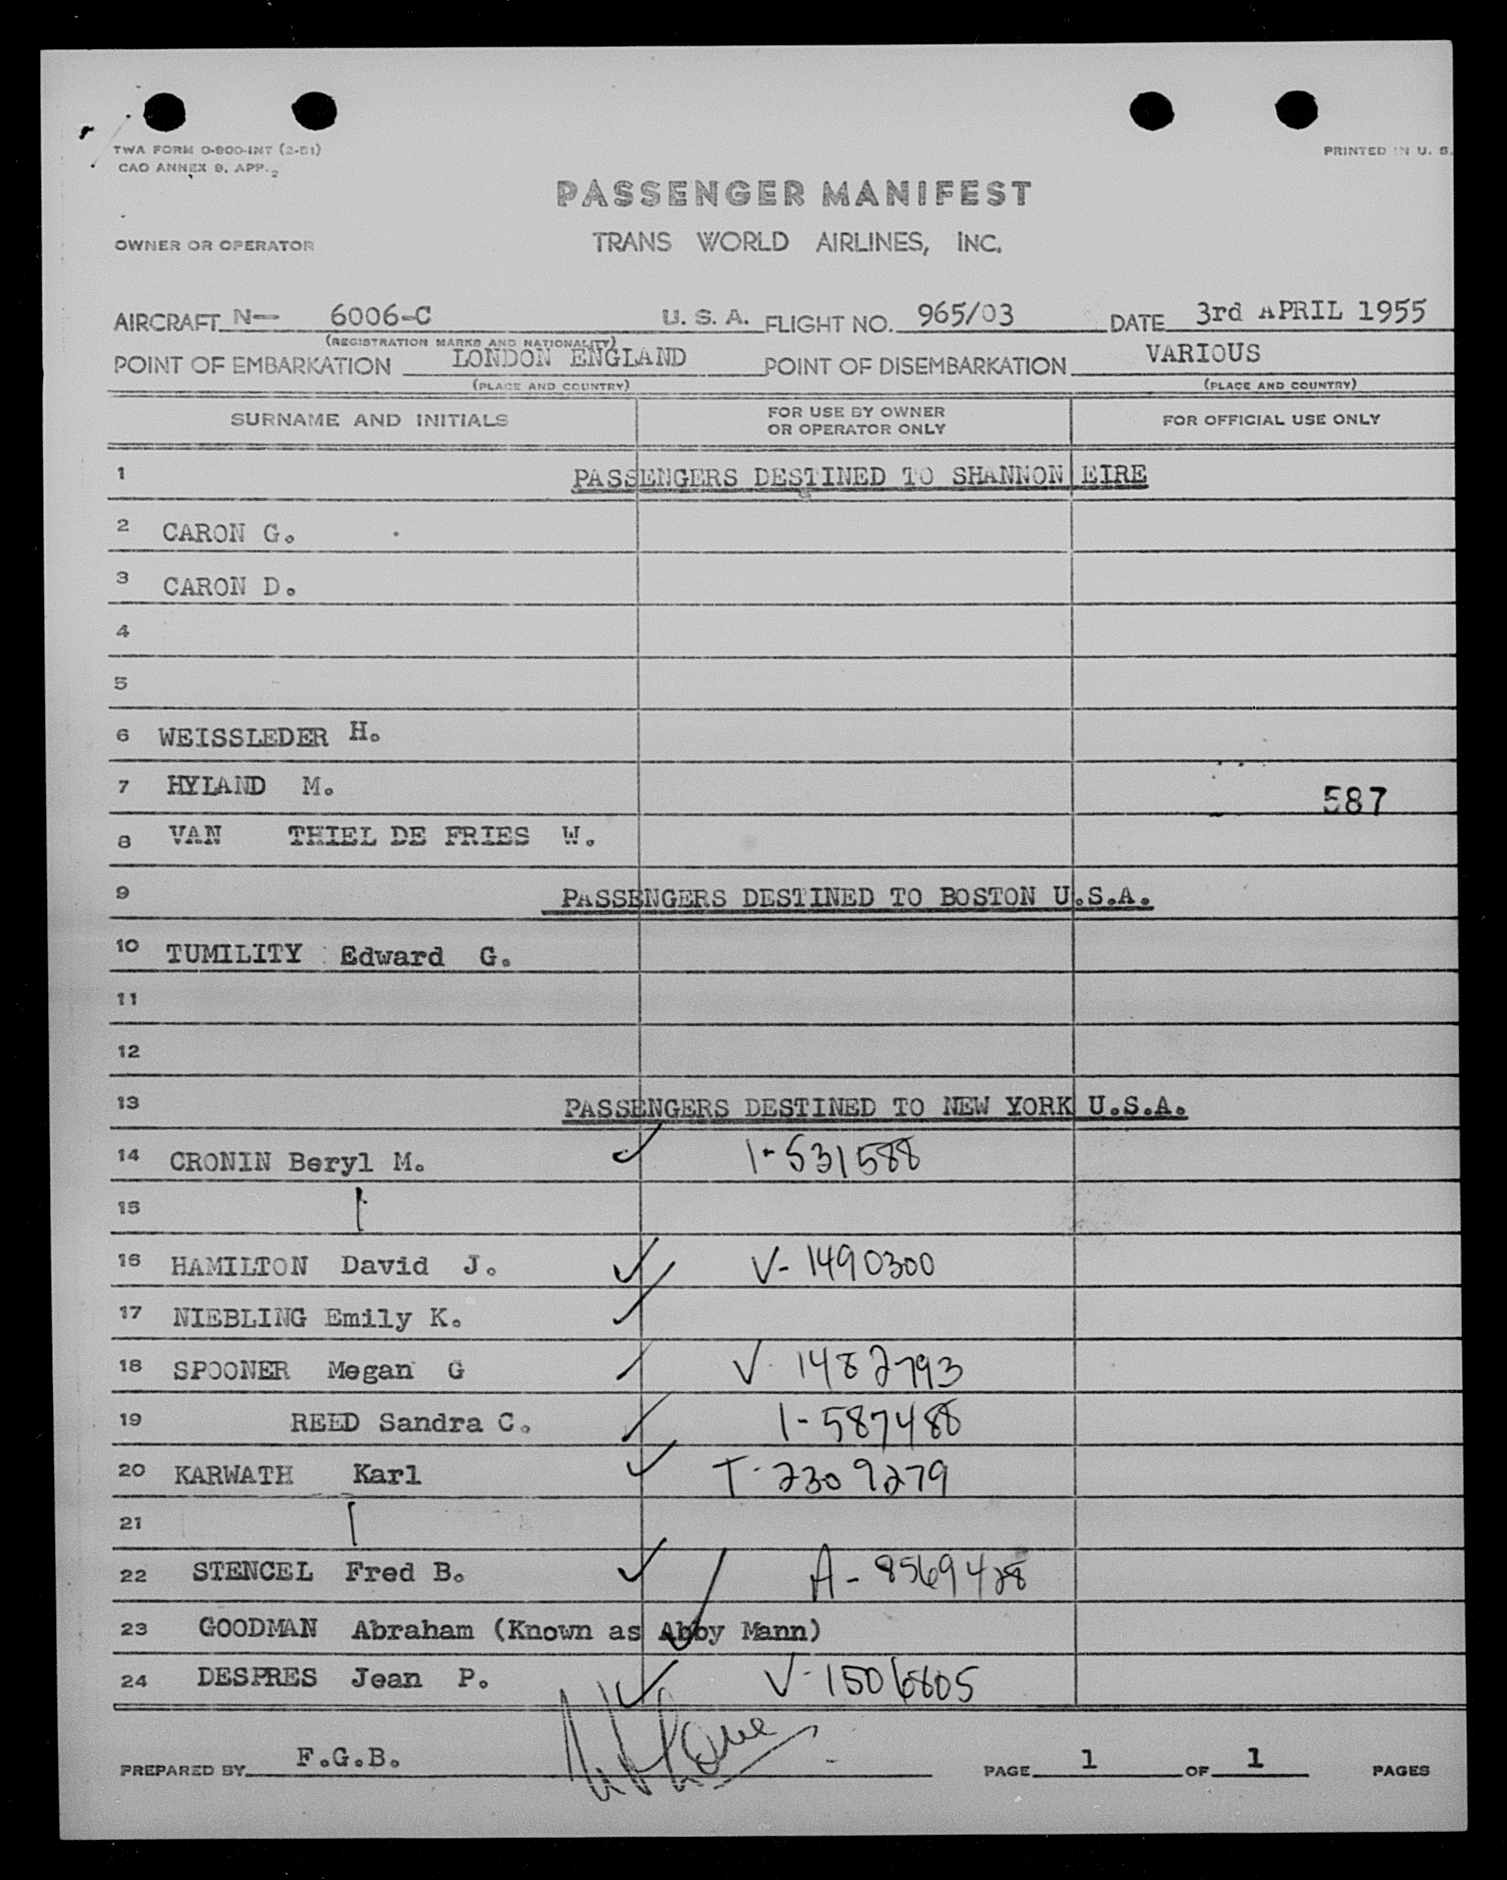 TWA FORM O-800-INT (2-51)
PRINTED IN U. S.
CAO ANNEX 9, APP. 2
PASSENGER MANIFEST
OWNER OR OPERATOR
TRANS WORLD AIRLINES, INC.
AIRCRAFT N— 6006-C U. S. A. FLIGHT NO. 965/03 DATE 3rd APRIL 1955
(REGISTRATION MARKS AND NATIONALITY)
POINT OF EMBARKATION LONDON ENGLAND POINT OF DISEMBARKATION VARIOUS
(PLACE AND COUNTRY) (PLACE AND COUNTRY)
SURNAME AND INITIALS FOR USE BY OWNER OR OPERATOR ONLY FOR OFFICIAL USE ONLY
1 PASSENGERS DESTINED TO SHANNON EIRE
2 CARON G.
3 CARON D.
4
5
6 WEISSLEDER H.
7 HYLAND M. 587
8 VAN THIEL DE FRIES W.
9 PASSENGERS DESTINED TO BOSTON U.S.A.
10 TUMILITY Edward G.
11
12
13 PASSENGERS DESTINED TO NEW YORK U.S.A.
14 CRONIN Beryl M. ✓ 1-531588
15
16 HAMILTON David J. ✓ V-1490300
17 NIEBLING Emily K. ✓
18 SPOONER Megan G ✓ V-1482793
19 REED Sandra C. ✓ 1-587488
20 KARWATH Karl ✓ T-2309279
21
22 STENCEL Fred B. ✓ A-8569428
23 GOODMAN Abraham (Known as Abby Mann) ✓
24 DESPRES Jean P. ✓ V-1506805
PREPARED BY F.G.B. PAGE 1 OF 1 PAGES